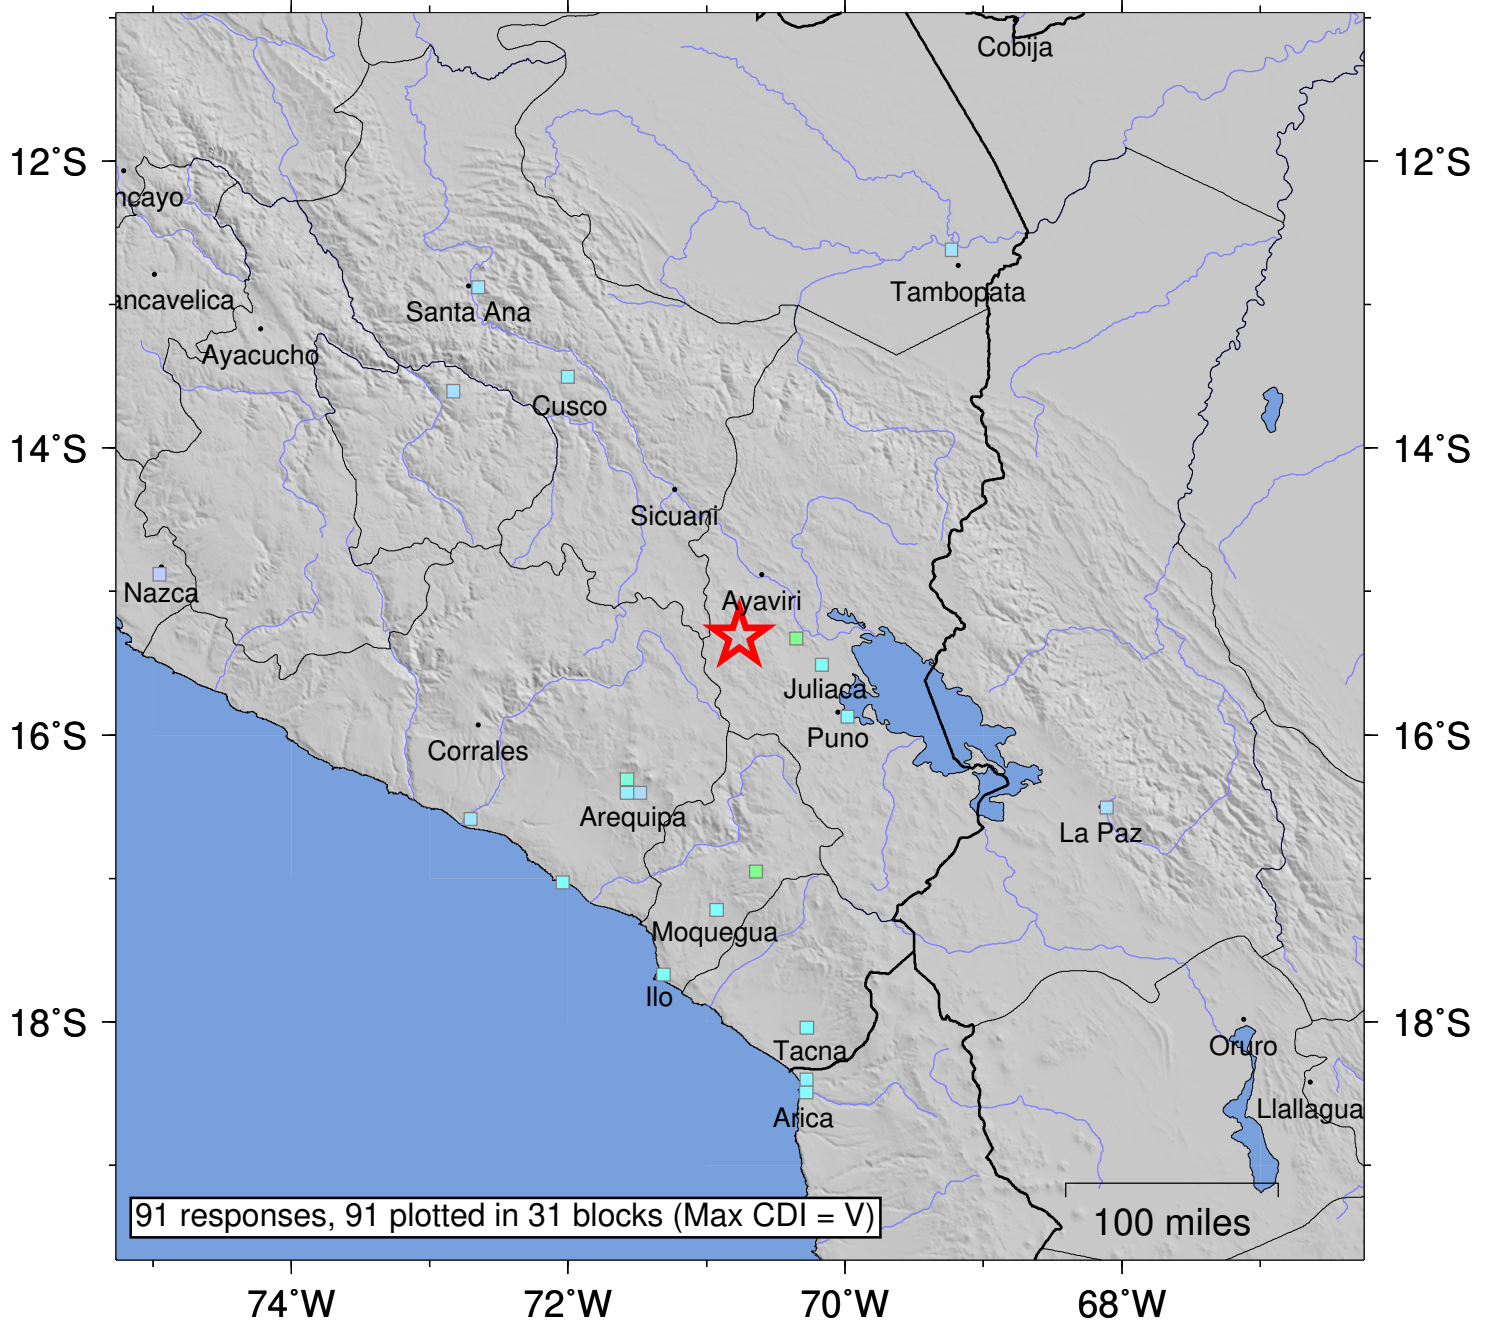 Cobija
12˚S
12˚S
ncayo
Tambopata
ancavelica
Santa Ana
Ayacucho
Cusco
14˚S
14˚S
Sicuani
Nazca
Ayaviri
Juliaca
16˚S
16˚S
Puno
Corrales
Arequipa
La Paz
Moquegua
Ilo
18˚S
18˚S
Tacna
Oruro
Arica
Llallagua
91 responses, 91 plotted in 31 blocks (Max CDI = V)
100 miles
74˚W
72˚W
70˚W
68˚W